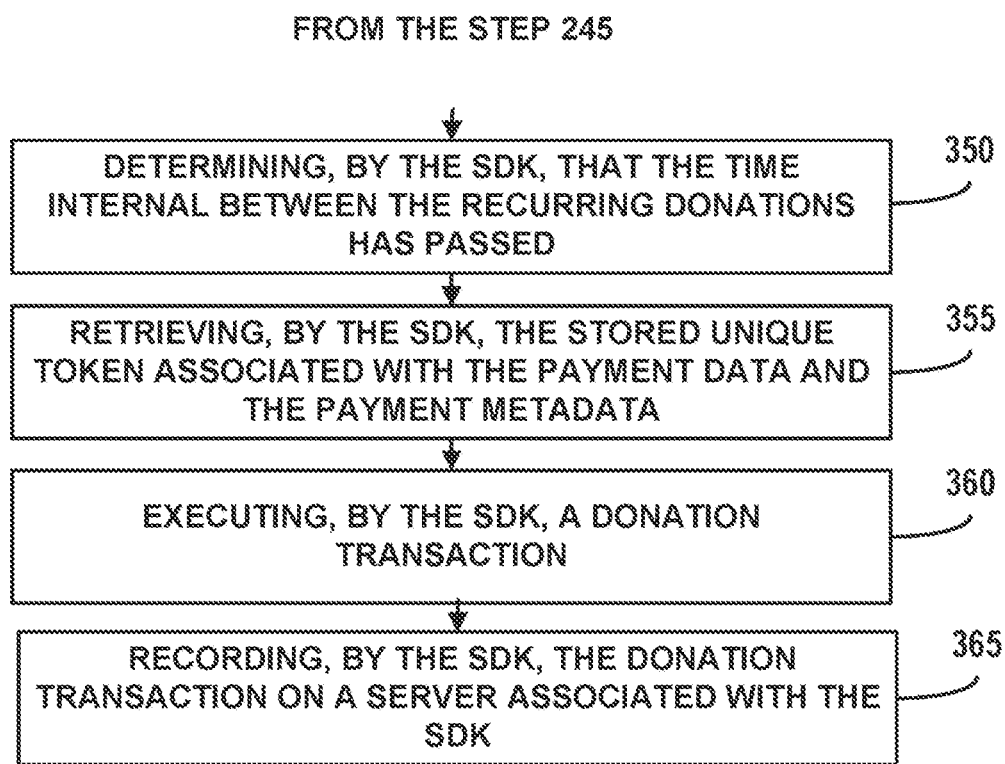 FROM THE STEP 245
350
DETERMINING, BY THE SDK, THAT THE TIME
INTERNAL BETWEEN THE RECURRING DONATIONS
HAS PASSED
355
RETRIEVING, BY THE SDK, THE STORED UNIQUE
TOKEN ASSOCIATED WITH THE PAYMENT DATA AND
THE PAYMENT METADATA
360
EXECUTING, BY THE SDK, A DONATION
TRANSACTION
365
RECORDING, BY THE SDK, THE DONATION
TRANSACTION ON A SERVER ASSOCIATED WITH THE
SDK